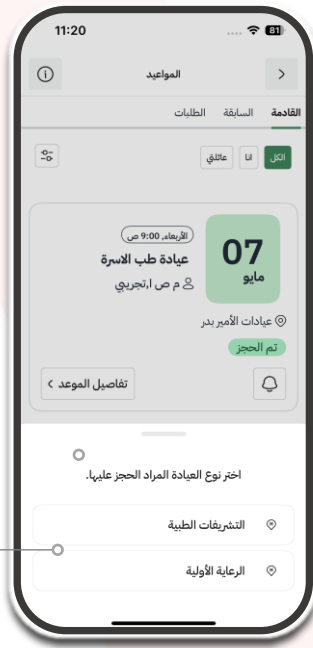 11:20
81
المواعيد
القادمة السابقة الطلبات
الكل انا عائلتي
07
مايو
الأربعاء, 9:00 ص
عيادة طب الاسرة
م ص ا,تجريبي
عيادات الأمير بدر
تم الحجز
تفاصيل الموعد
اختر نوع العيادة المراد الحجز عليها.
التشريفات الطبية
الرعاية الأولية